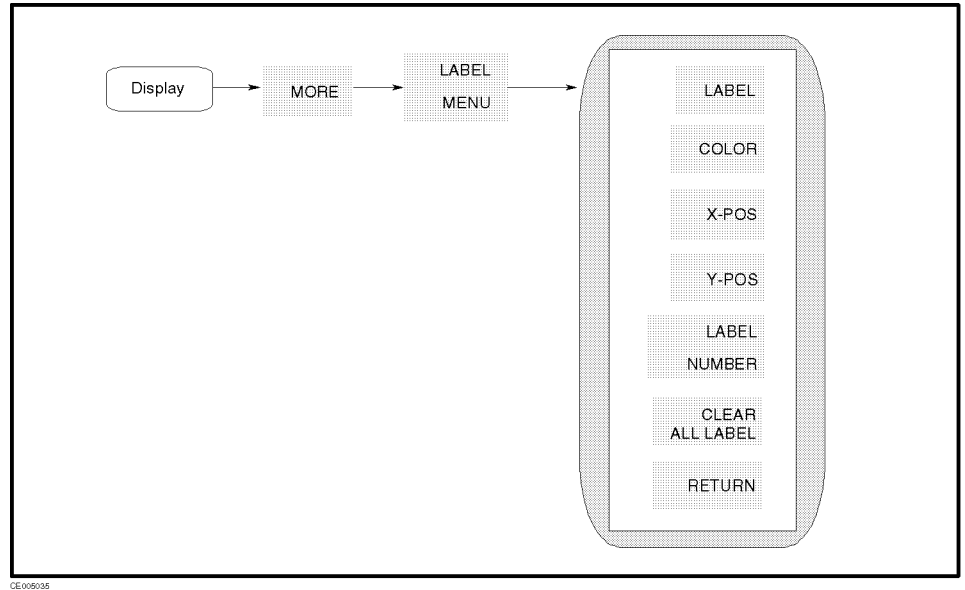 Display
MORE
LABEL
MENU
LABEL
COLOR
X-POS
Y-POS
LABEL
NUMBER
CLEAR
ALL LABEL
RETURN
CE005035